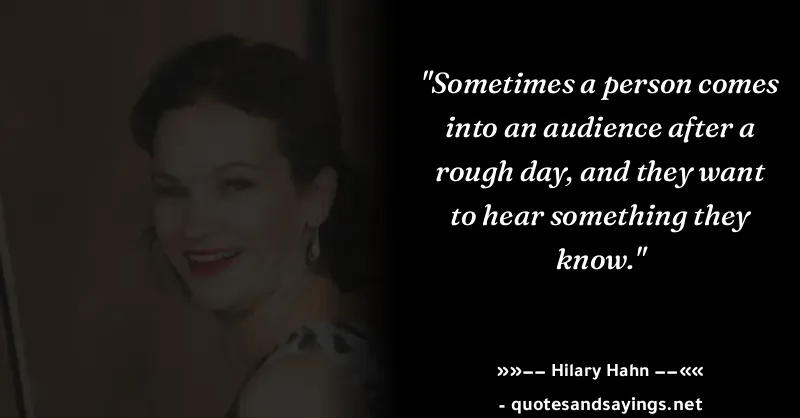 "Sometimes a person comes
into an audience after a
rough day, and they want
to hear something they
know."
»»−− Hilary Hahn −−««
- quotesandsayings.net